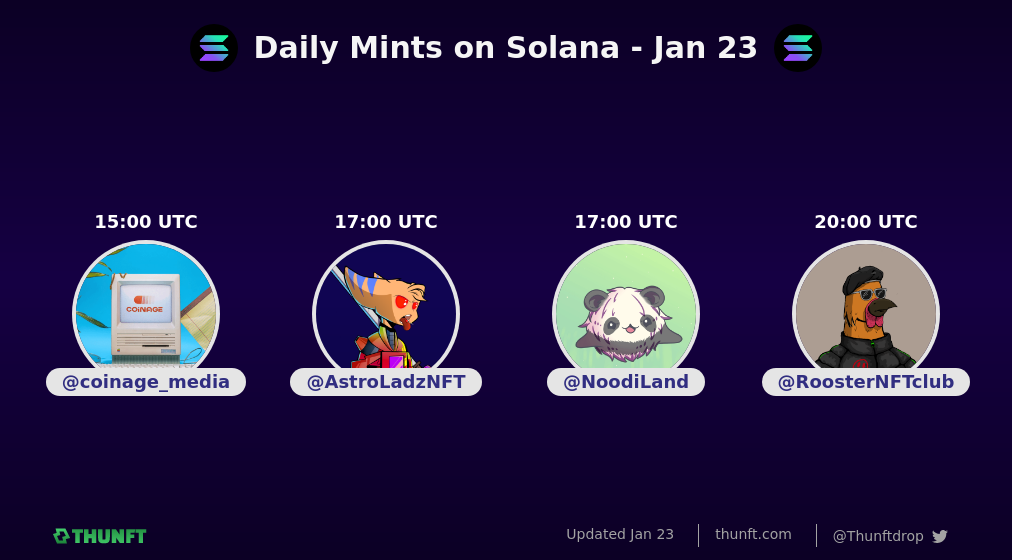 Daily Mints on Solana - Jan 23
15:00 UTC
17:00 UTC
17:00 UTC
20:00 UTC
COINAGE
@coinage_media
@AstroLadzNFT
@NoodiLand
@RoosterNFTclub
THUNFT
Updated Jan 23
thunft.com
@Thunftdrop